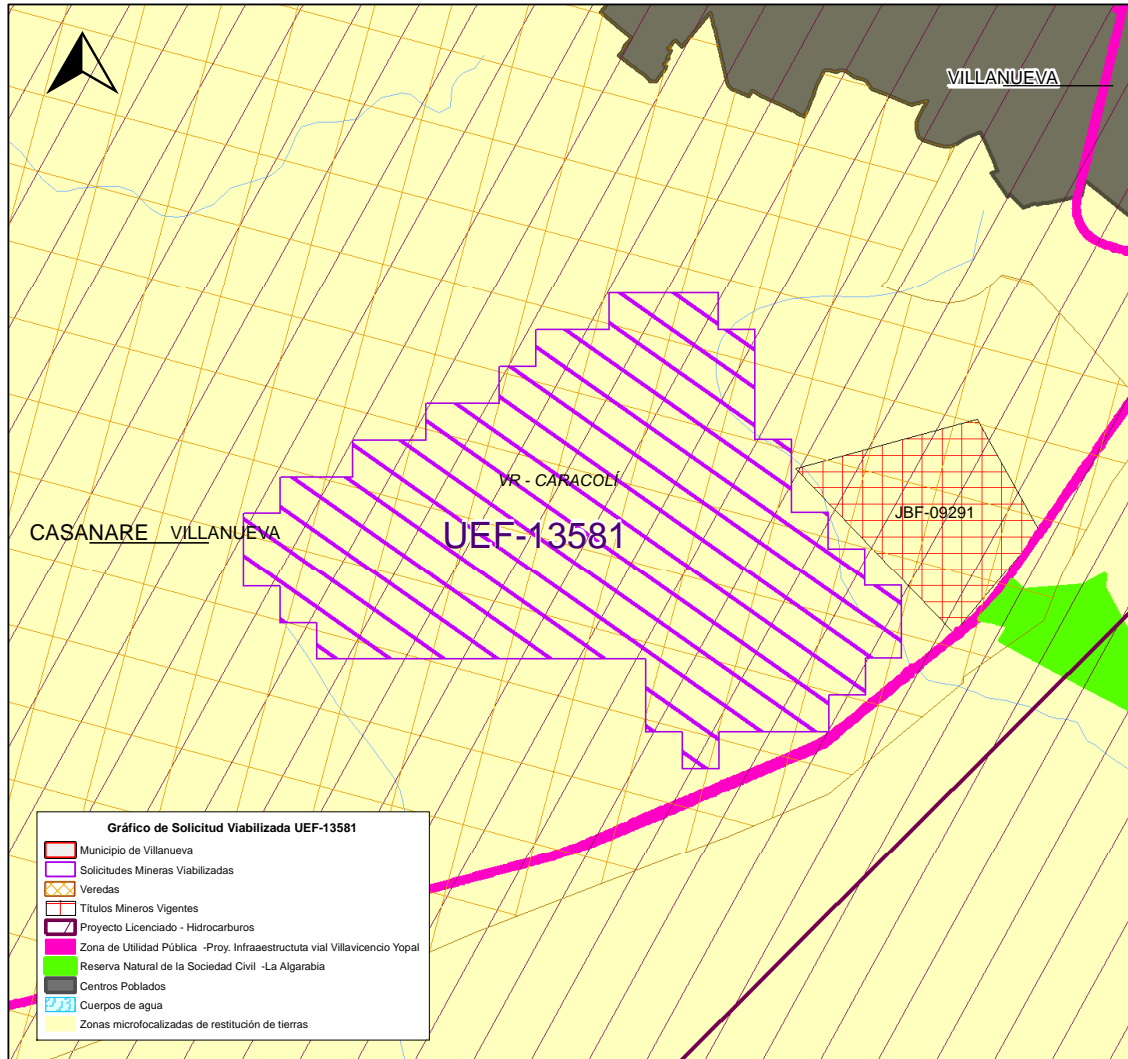 VILLANUEVA
VR - CARACOLÍ
JBF-09291
CASANARE VILLANUEVA
UEF-13581
Gráfico de Solicitud Viabilizada UEF-13581
Municipio de Villanueva
Solicitudes Mineras Viabilizadas
Veredas
Títulos Mineros Vigentes
Proyecto Licenciado - Hidrocarburos
Zona de Utilidad Pública -Proy. Infraaestructuta vial Villavicencio Yopal
Reserva Natural de la Sociedad Civil -La Algarabia
Centros Poblados
Cuerpos de agua
Zonas microfocalizadas de restitución de tierras